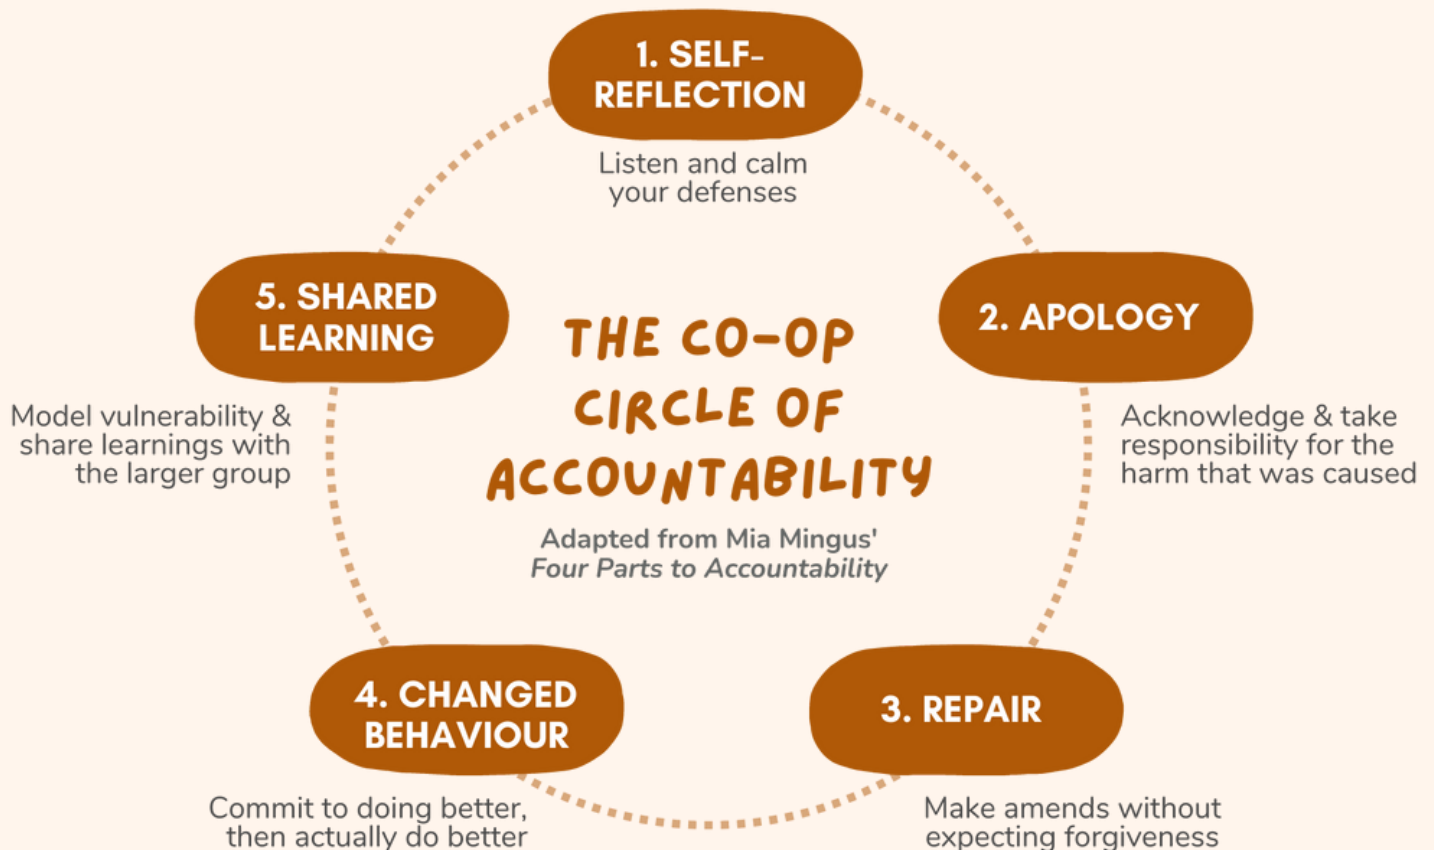 1. SELF-
REFLECTION
Listen and calm
your defenses
2. APOLOGY
Acknowledge & take
responsibility for the
harm that was caused
3. REPAIR
Make amends without
expecting forgiveness
4. CHANGED
BEHAVIOUR
Commit to doing better,
then actually do better
5. SHARED
LEARNING
Model vulnerability &
share learnings with
the larger group
THE CO-OP
CIRCLE OF
ACCOUNTABILITY
Adapted from Mia Mingus'
Four Parts to Accountability